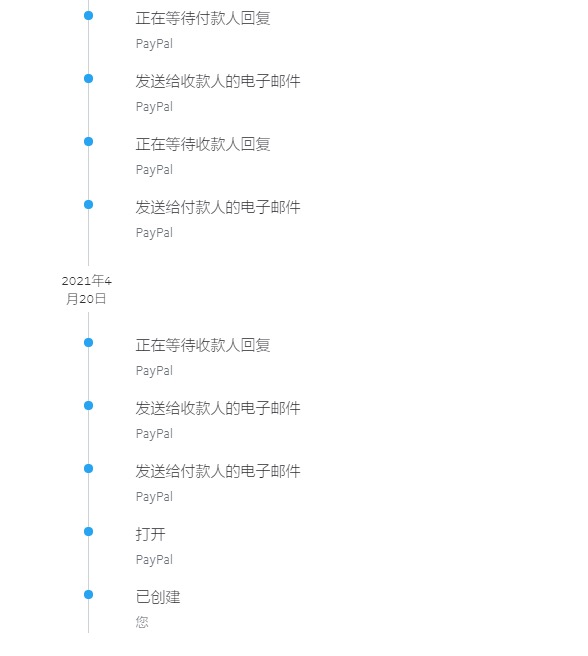 正在等待付款人回复
PayPal
发送给收款人的电子邮件
PayPal
正在等待收款人回复
PayPal
发送给付款人的电子邮件
PayPal
2021年4
月20日
正在等待收款人回复
PayPal
发送给收款人的电子邮件
PayPal
发送给付款人的电子邮件
PayPal
打开
PayPal
已创建
您